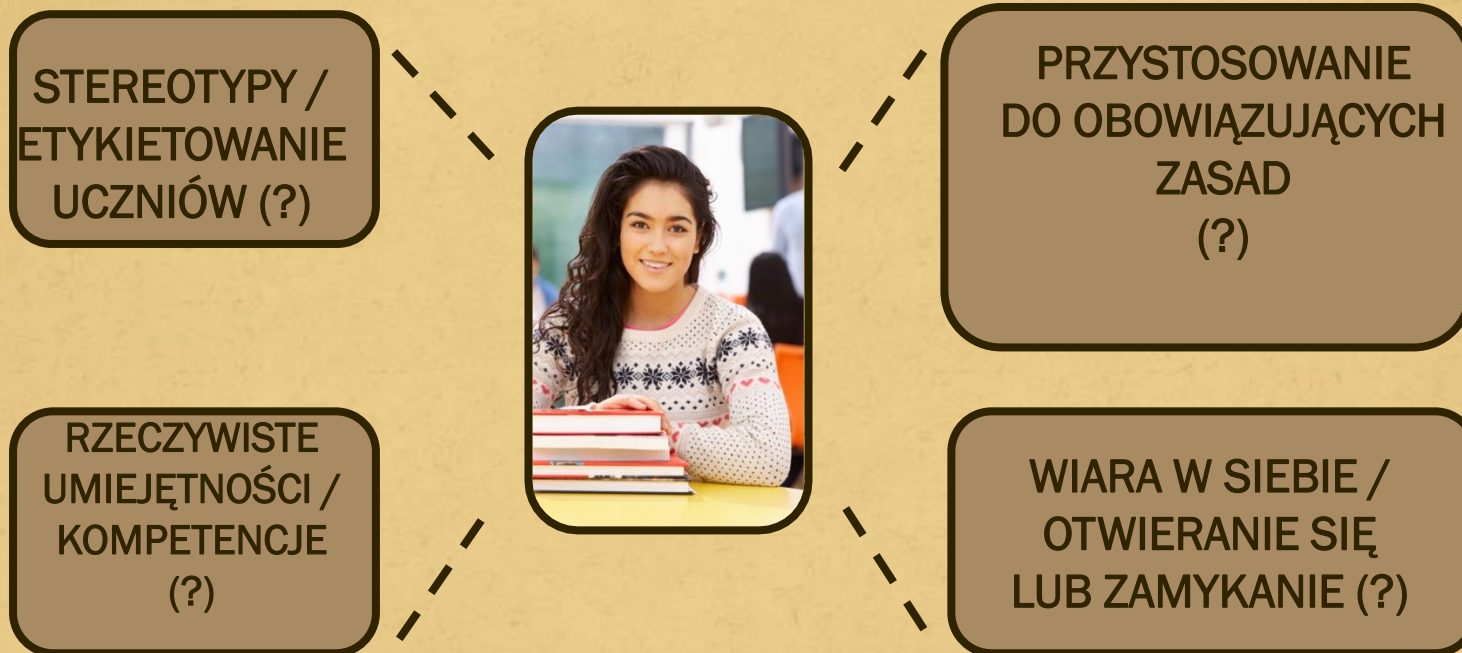 STEREOTYPY /
ETYKIETOWANIE
UCZNIÓW (?)
PRZYSTOSOWANIE
DO OBOWIĄZUJĄCYCH
ZASAD
(?)
RZECZYWISTE
UMIEJĘTNOŚCI /
KOMPETENCJE
(?)
WIARA W SIEBIE /
OTWIERANIE SIĘ
LUB ZAMYKANIE (?)